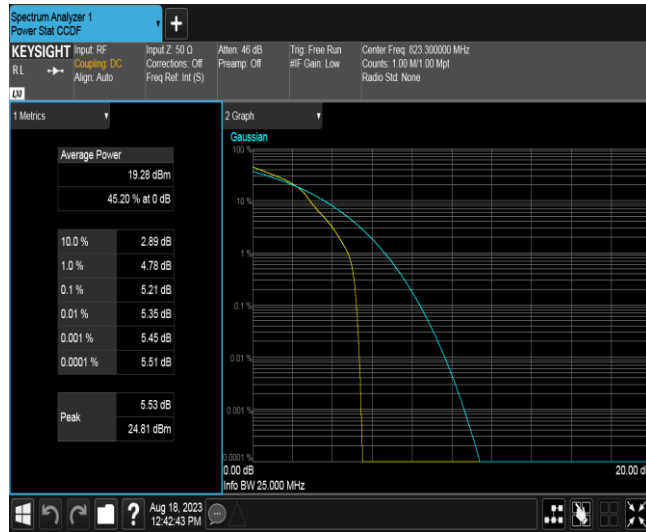 Spectrum Analyzer 1
Power Stat CCDF
+
KEYSIGHT
RL
LXI
Input: RF
Coupling: DC
Align: Auto
Input Z: 50 Ω
Corrections: Off
Freq Ref: Int (S)
Atten: 46 dB
Preamp: Off
Trig: Free Run
#IF Gain: Low
Center Freq: 823.300000 MHz
Counts: 1.00 M/1.00 Mpt
Radio Std: None
1 Metrics
Average Power
19.28 dBm
45.20 % at 0 dB
10.0 % 2.89 dB
1.0 % 4.78 dB
0.1 % 5.21 dB
0.01 % 5.35 dB
0.001 % 5.45 dB
0.0001 % 5.51 dB
Peak
5.53 dB
24.81 dBm
2 Graph
Gaussian
100 %
10 %
1 %
0.1 %
0.01 %
0.001 %
0.0001 %
0.00 dB
20.00 d
Info BW 25.000 MHz
?
Aug 18, 2023
12:42:43 PM